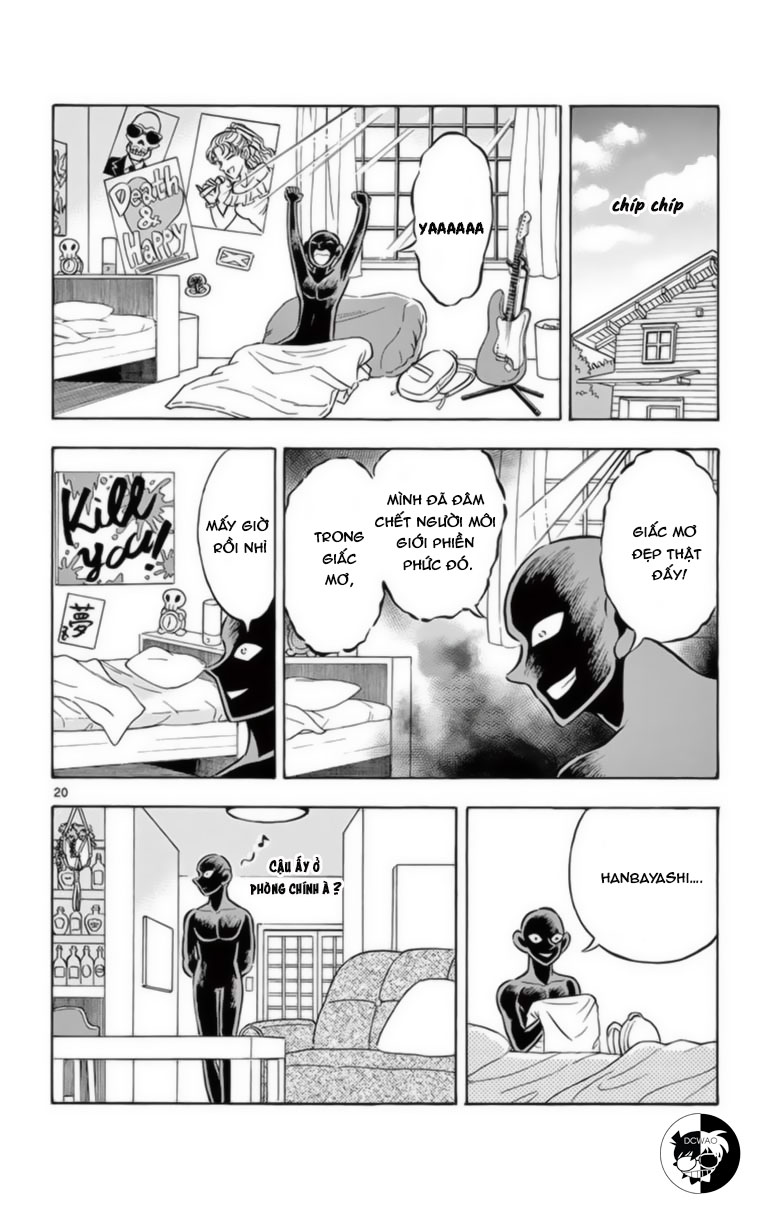 chíp chíp
YAAAAAA
Death
&
Happy
GIẤC MƠ
ĐẸP THẬT
ĐẤY!
MÌNH ĐÃ ĐÂM
CHẾT NGƯỜI MÔI
GIỚI PHIỀN
PHỨC ĐÓ.
TRONG
GIẤC
MƠ,
MẤY GIỜ
RỒI NHỈ
Kill
you!
夢
20
HANBAYASHI....
CẬU ẤY Ở
PHÒNG CHÍNH À ?
DCWAO